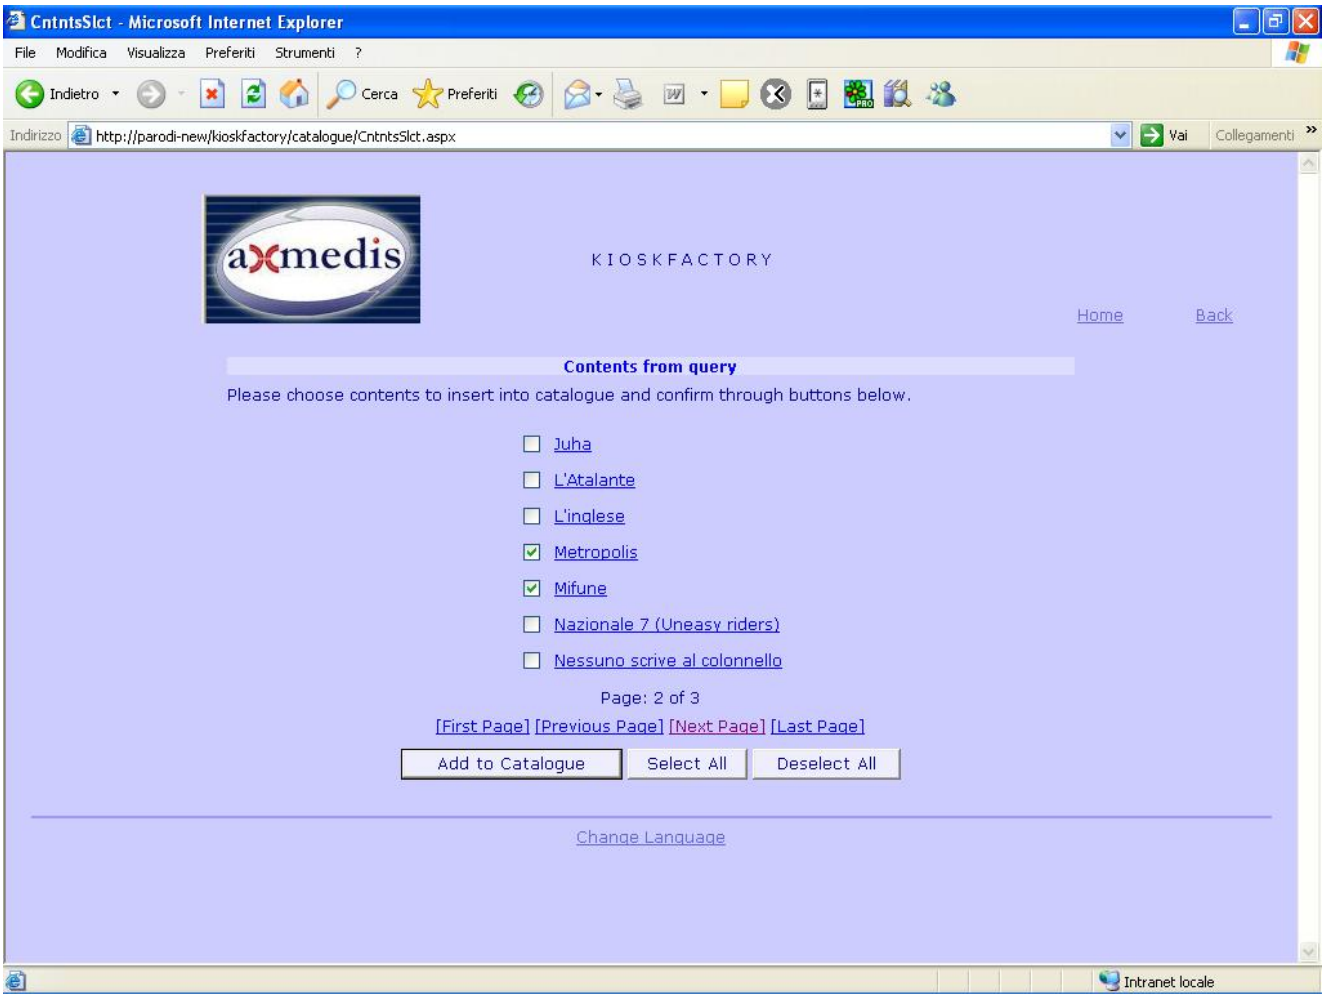 CntntsSlct - Microsoft Internet Explorer
File Modifica Visualizza Preferiti Strumenti ?
Indietro Cerca Preferiti
Indirizzo http://parodi-new/kioskfactory/catalogue/CntntsSlct.aspx Vai Collegamenti »
axmedis
KIOSKFACTORY
Home Back
Contents from query
Please choose contents to insert into catalogue and confirm through buttons below.
Juha
L'Atalante
L'inglese
Metropolis
Mifune
Nazionale 7 (Uneasy riders)
Nessuno scrive al colonnello
Page: 2 of 3
[First Page] [Previous Page] [Next Page] [Last Page]
Add to Catalogue Select All Deselect All
Change Language
Intranet locale